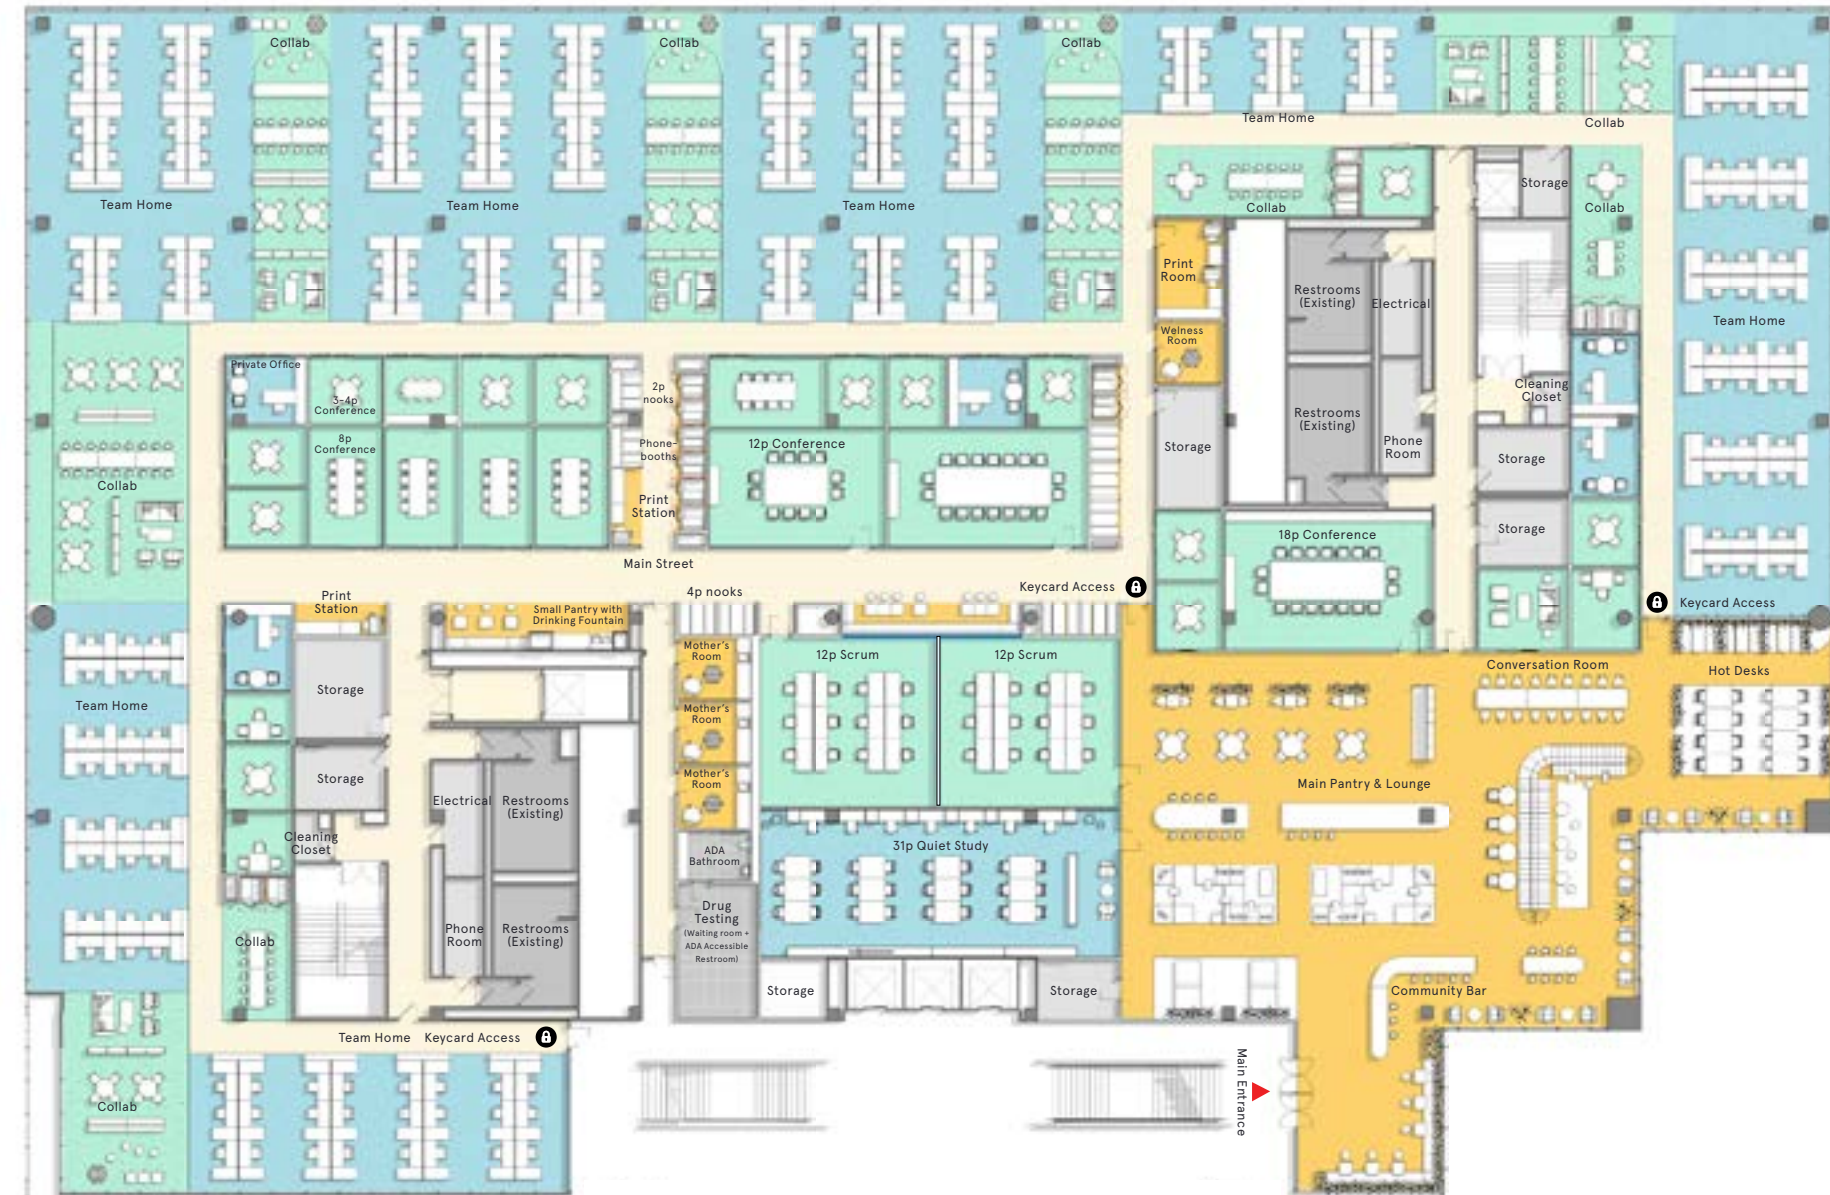 Collab
Collab
Collab
Team Home
Collab
Team Home
Team Home
Team Home
Storage
Collab
Collab
Print
Room
Restrooms
(Existing)
Electrical
Team Home
Welness
Room
Private Office
3-4p
Conference
2p
nooks
Cleaning
Closet
8p
Conference
Phone-
booths
12p Conference
Restrooms
(Existing)
Storage
Phone
Room
Storage
Collab
Print
Station
Storage
18p Conference
Main Street
Keycard Access
4p nooks
Print
Station
Small Pantry with
Drinking Fountain
Keycard Access
Mother's
Room
12p Scrum
12p Scrum
Conversation Room
Hot Desks
Storage
Team Home
Mother's
Room
Storage
Mother's
Room
Main Pantry & Lounge
Electrical
Restrooms
(Existing)
Cleaning
Closet
31p Quiet Study
ADA
Bathroom
Drug
Testing
(Waiting room +
ADA Accessible
Restroom)
Phone
Room
Restrooms
(Existing)
Collab
Storage
Storage
Community Bar
Team Home
Keycard Access
Main Entrance
Collab